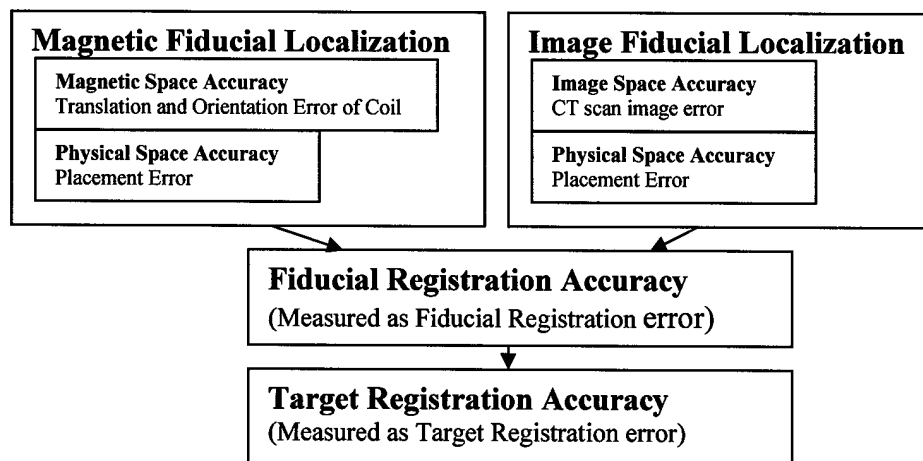 Magnetic Fiducial Localization
Magnetic Space Accuracy
Translation and Orientation Error of Coil
Physical Space Accuracy
Placement Error
Image Fiducial Localization
Image Space Accuracy
CT scan image error
Physical Space Accuracy
Placement Error
Fiducial Registration Accuracy
(Measured as Fiducial Registration error)
Target Registration Accuracy
(Measured as Target Registration error)